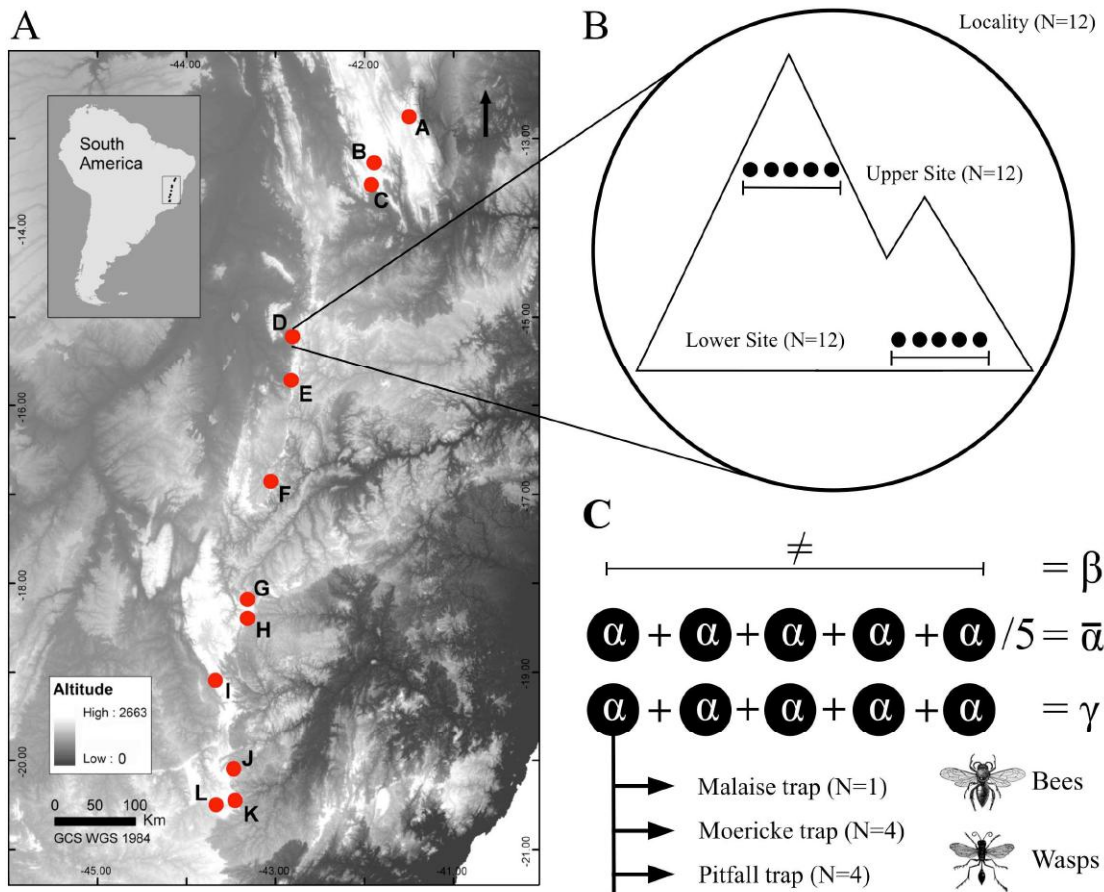 A
-44.00
-42.00
South
America
A
B
C
D
E
F
G
H
I
J
K
L
-13.00
-14.00
-15.00
-16.00
-17.00
-18.00
-19.00
-20.00
-21.00
Altitude
High : 2663
Low : 0
0 50 100
Km
GCS WGS 1984
-45.00
-43.00
-41.00
B
Locality (N=12)
Upper Site (N=12)
Lower Site (N=12)
C
≠
= β
α + α + α + α + α /5 = ᾱ
α + α + α + α + α = γ
Malaise trap (N=1)
Moericke trap (N=4)
Pitfall trap (N=4)
Bees
Wasps